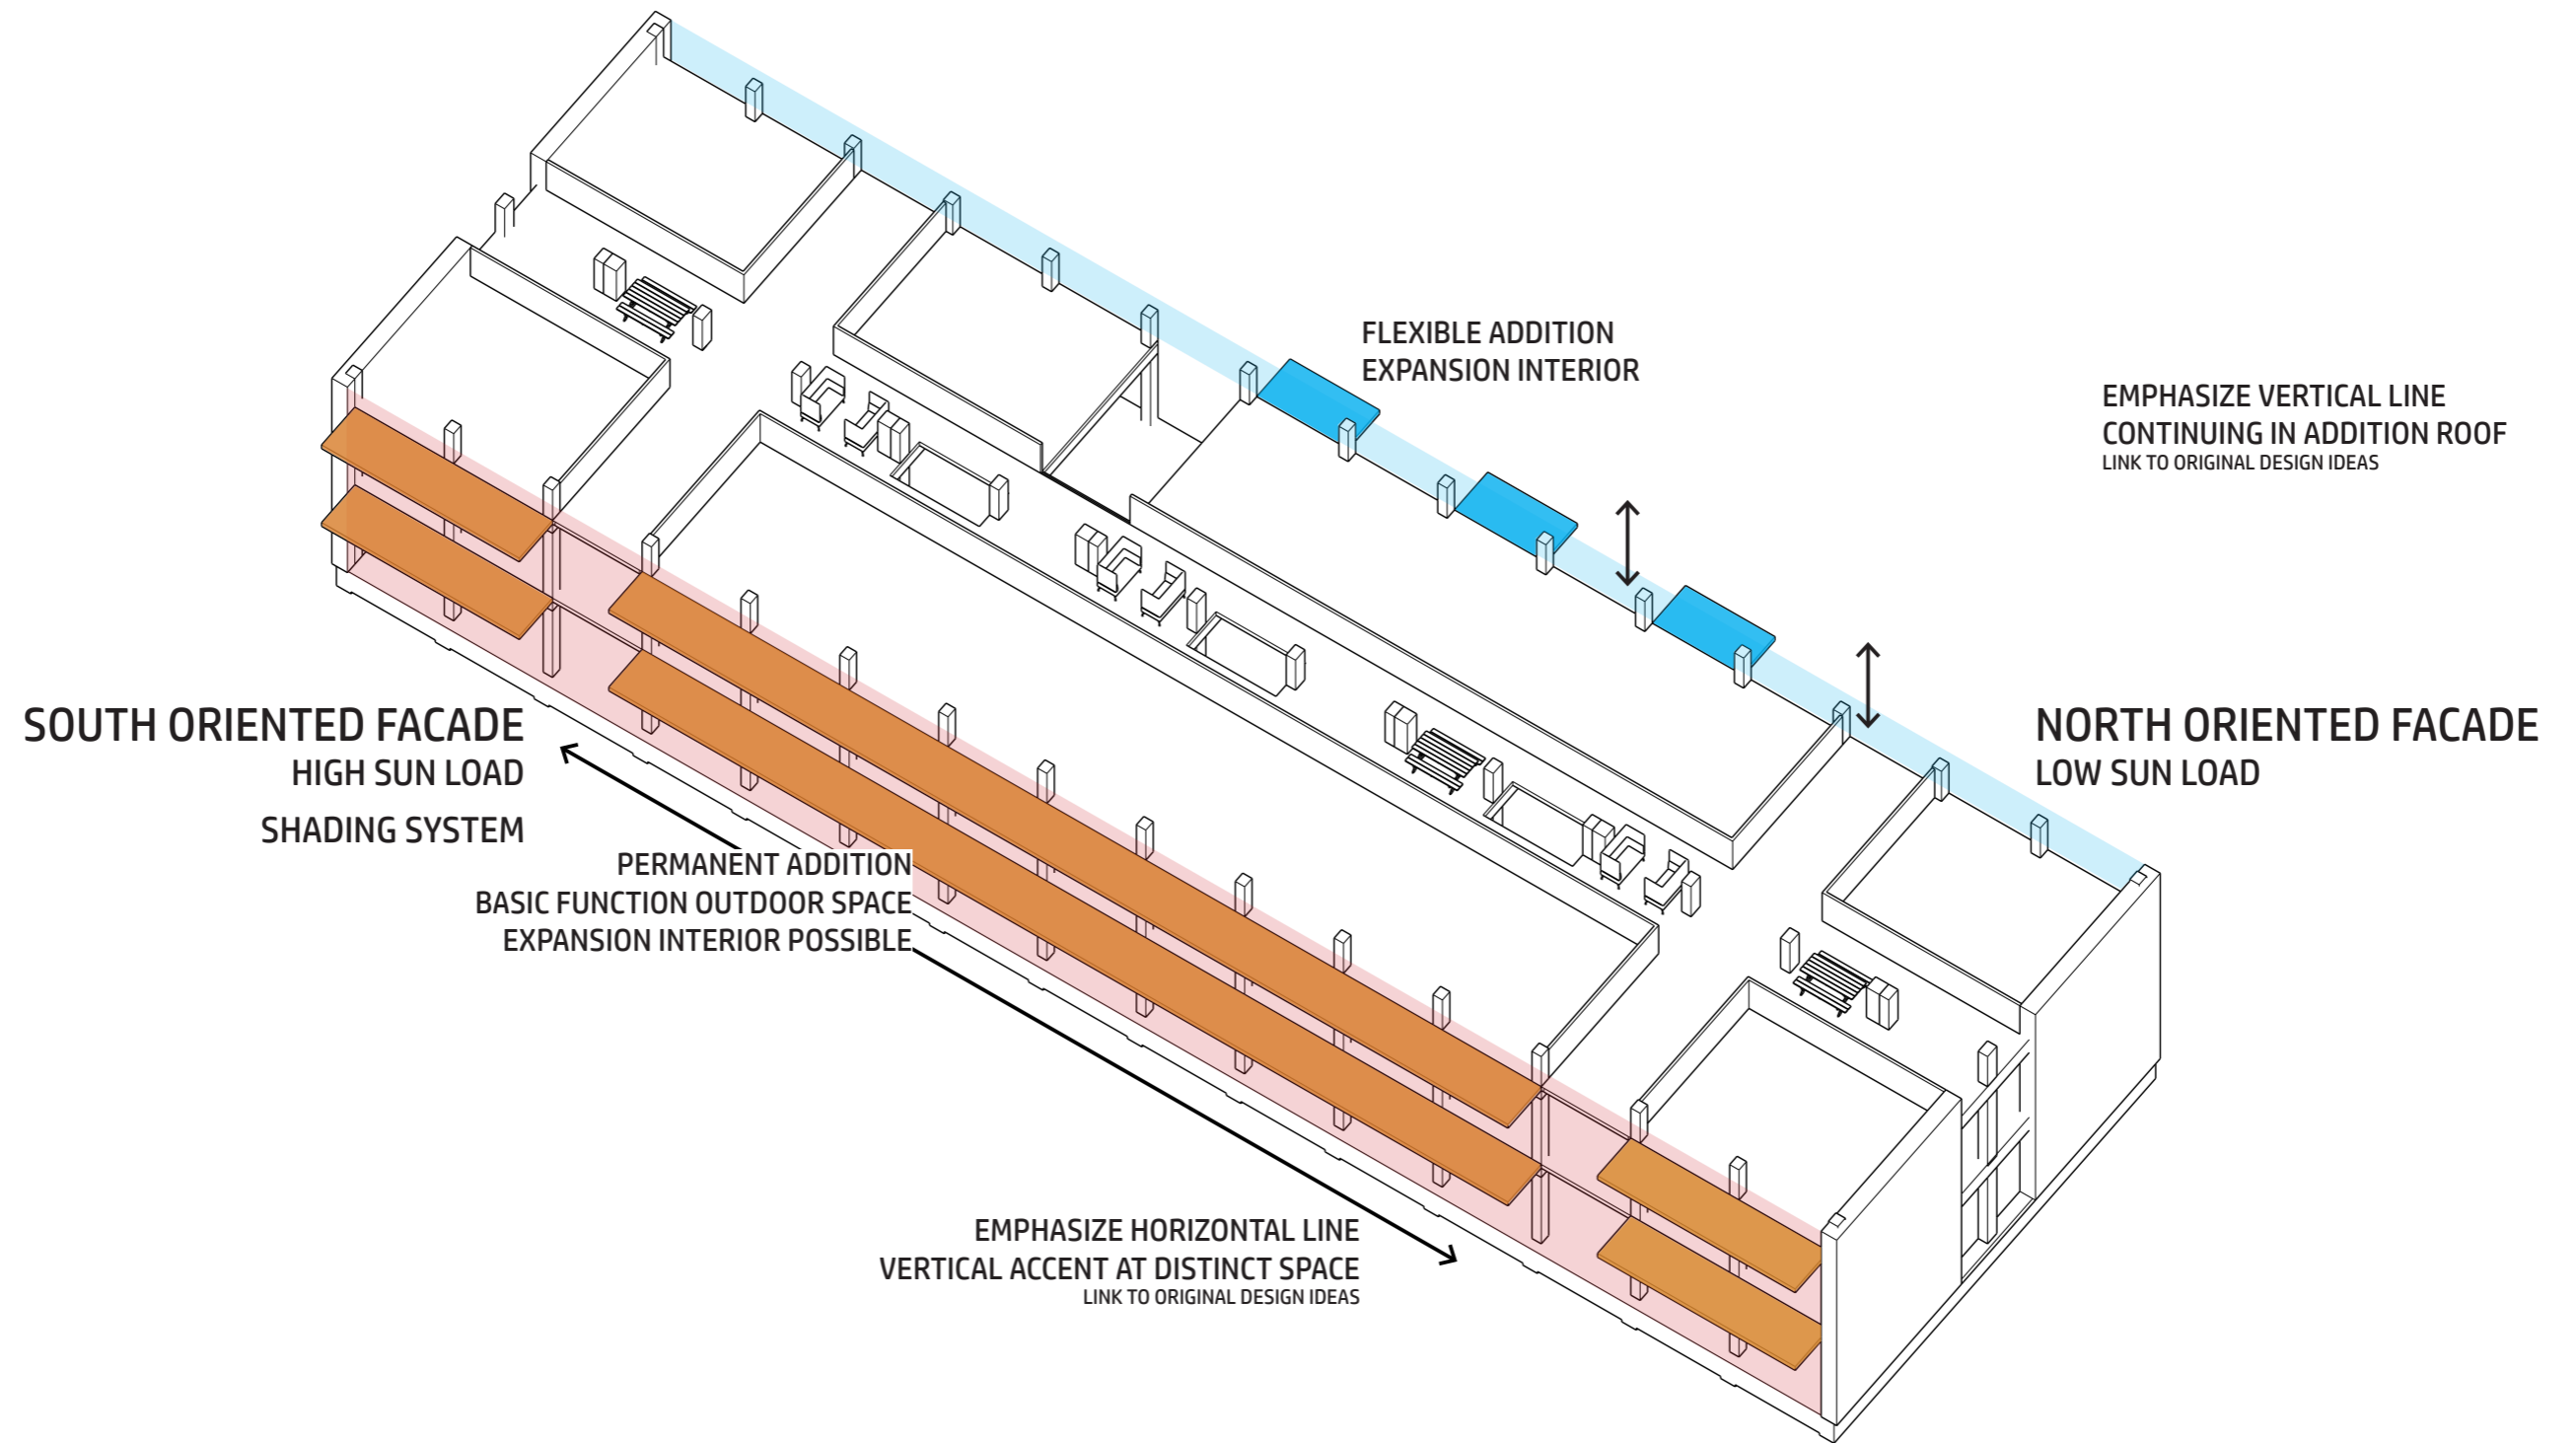 FLEXIBLE ADDITION
EXPANSION INTERIOR
EMPHASIZE VERTICAL LINE
CONTINUING IN ADDITION ROOF
LINK TO ORIGINAL DESIGN IDEAS
SOUTH ORIENTED FACADE
HIGH SUN LOAD
SHADING SYSTEM
NORTH ORIENTED FACADE
LOW SUN LOAD
PERMANENT ADDITION
BASIC FUNCTION OUTDOOR SPACE
EXPANSION INTERIOR POSSIBLE
EMPHASIZE HORIZONTAL LINE
VERTICAL ACCENT AT DISTINCT SPACE
LINK TO ORIGINAL DESIGN IDEAS